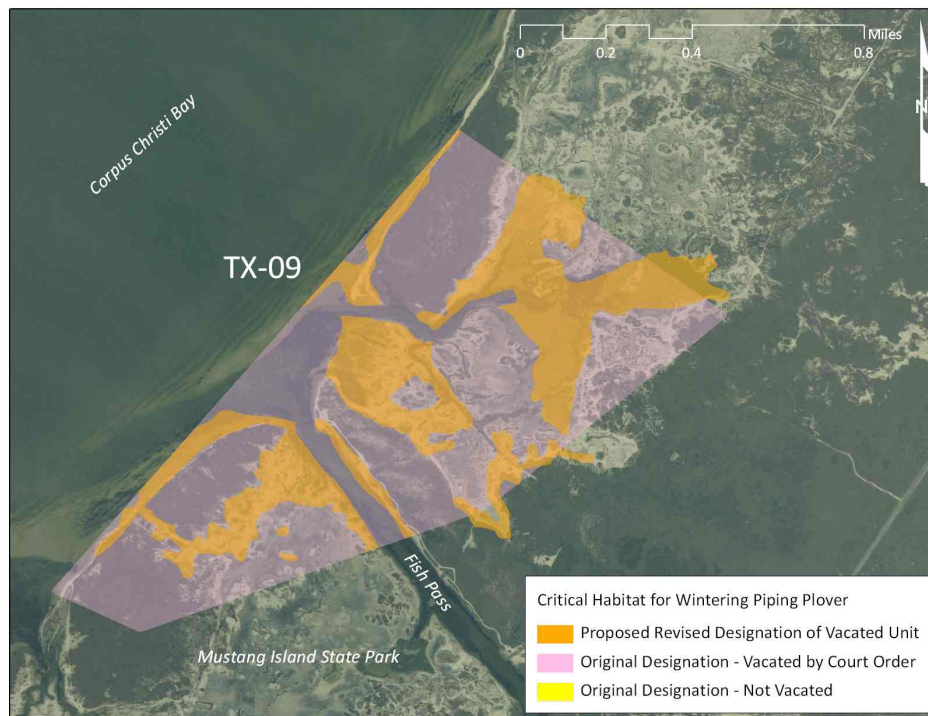 Miles
0 0.2 0.4 0.8
N
Corpus Christi Bay
TX-09
Fish Pass
Mustang Island State Park
Critical Habitat for Wintering Piping Plover
Proposed Revised Designation of Vacated Unit
Original Designation - Vacated by Court Order
Original Designation - Not Vacated